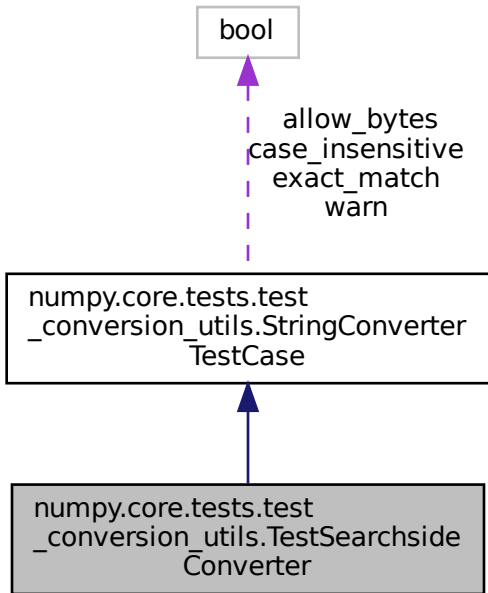 bool
allow_bytes
case_insensitive
exact_match
warn
numpy.core.tests.test
_conversion_utils.StringConverter
TestCase
numpy.core.tests.test
_conversion_utils.TestSearchside
Converter